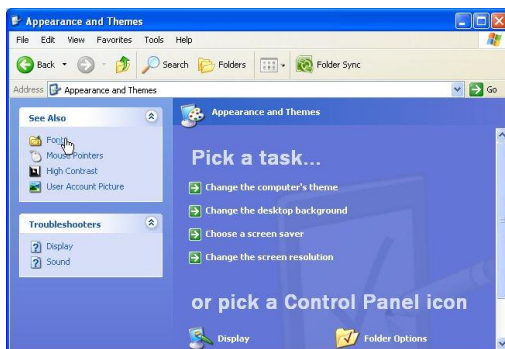 Appearance and Themes
File Edit View Favorites Tools Help
Back Search Folders Folder Sync
Address Appearance and Themes Go
See Also
Fonts
Mouse Pointers
High Contrast
User Account Picture
Troubleshooters
Display
Sound
Appearance and Themes
Pick a task...
Change the computer's theme
Change the desktop background
Choose a screen saver
Change the screen resolution
or pick a Control Panel icon
Display Folder Options